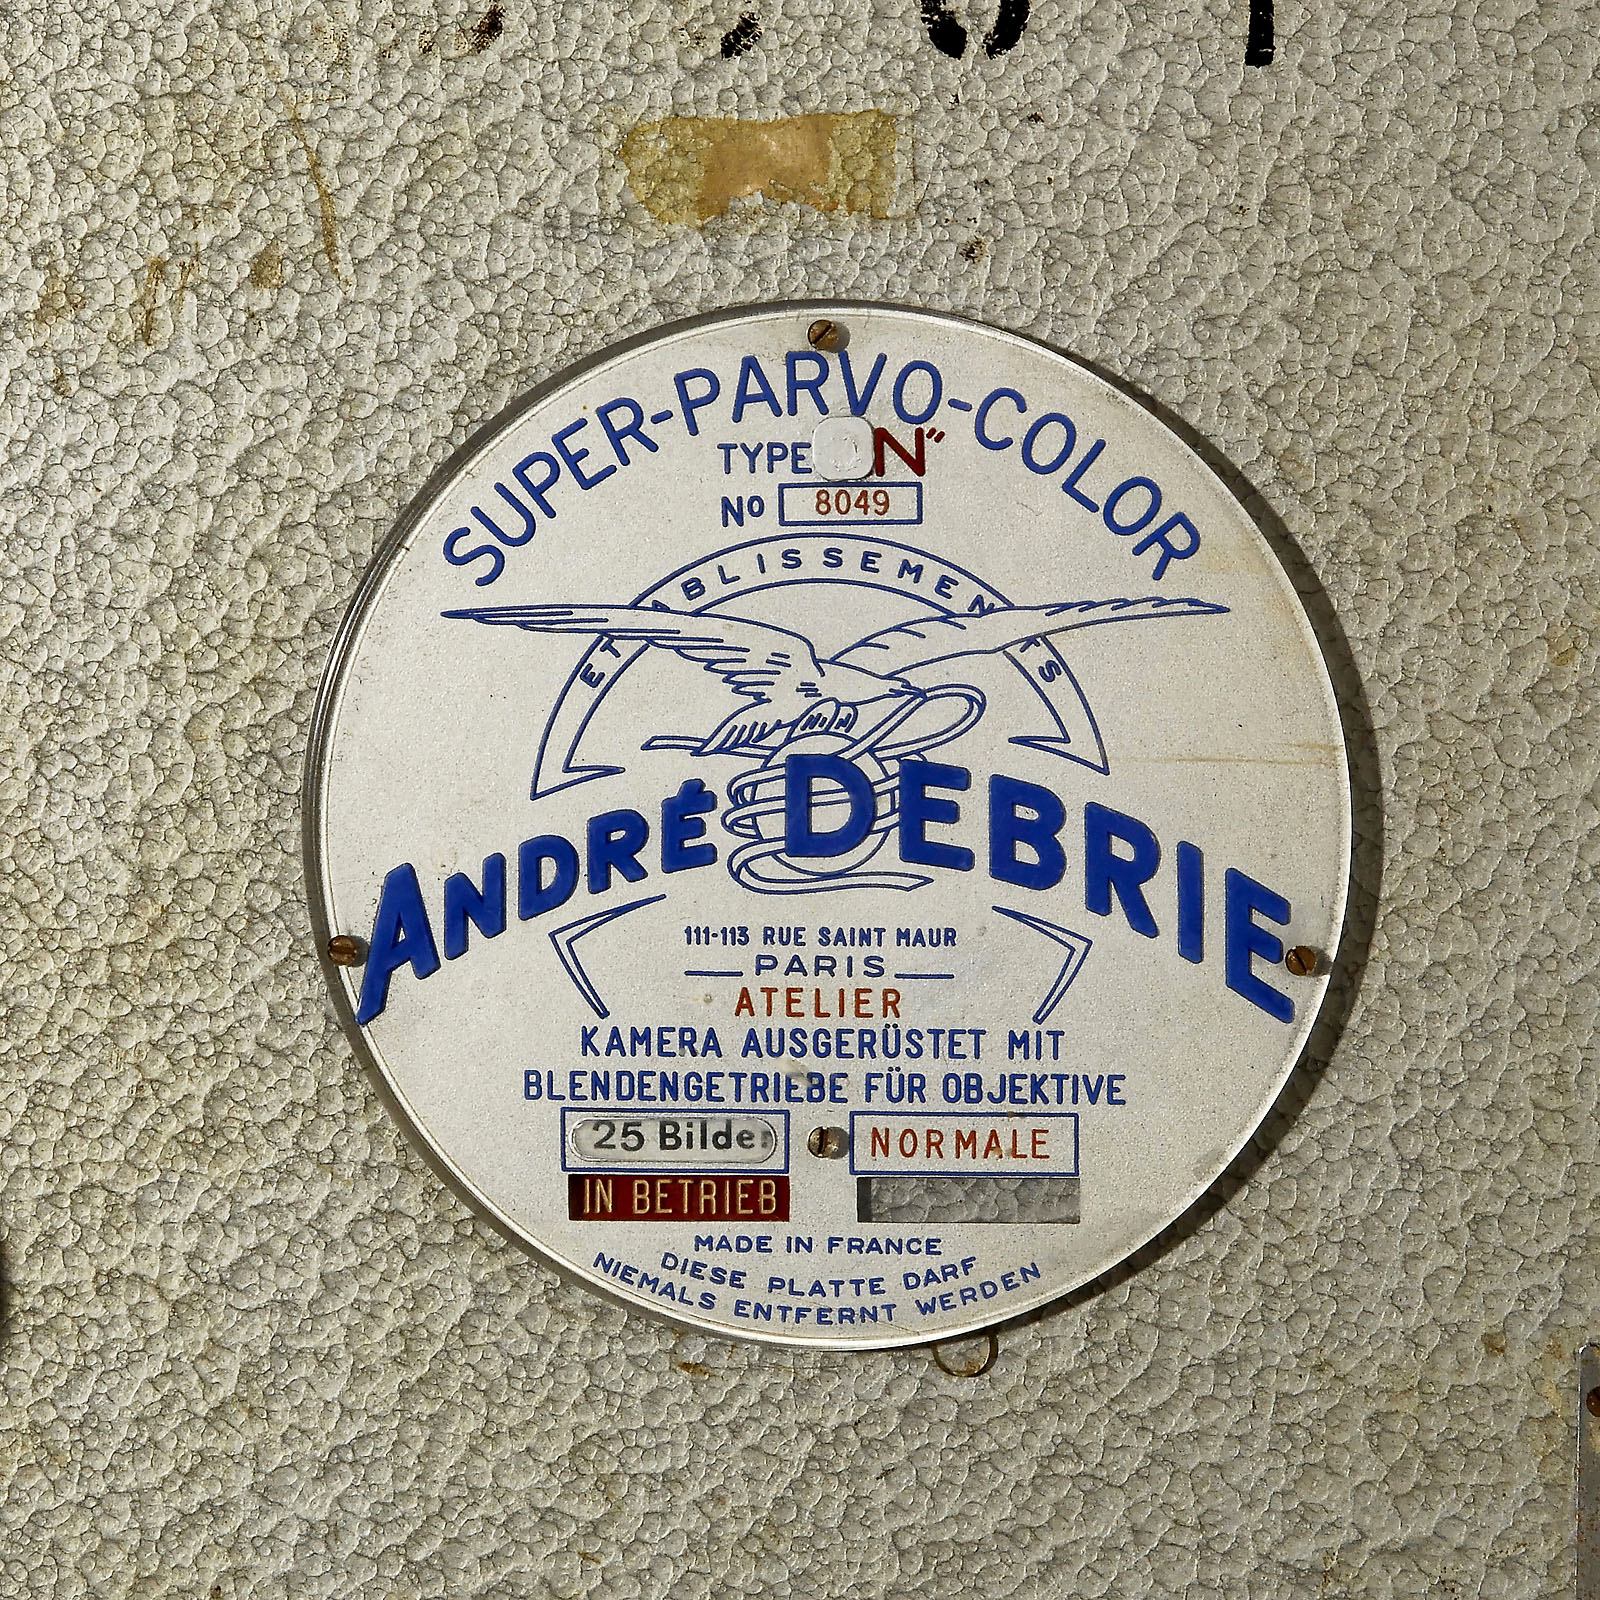 SUPER-PARVO-COLOR
TYPE N"
No 8049
ETABLISSEMENTS
ANDRÉ DEBRIE
111-113 RUE SAINT MAUR
PARIS
ATELIER
KAMERA AUSGERÜSTET MIT
BLENDENGETRIEBE FÜR OBJEKTIVE
25 Bilder
NORMALE
IN BETRIEB
MADE IN FRANCE
DIESE PLATTE DARF
NIEMALS ENTFERNT WERDEN